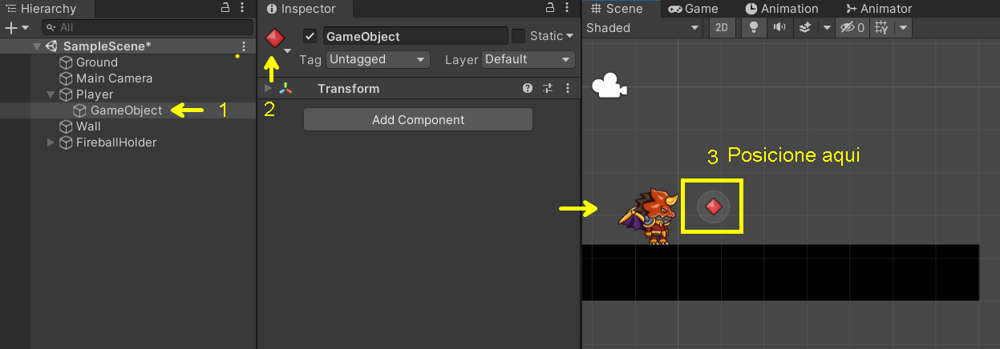 Hierarchy
All
SampleScene*
Ground
Main Camera
Player
GameObject 1
Wall
FireballHolder
Inspector
GameObject Static
Tag Untagged Layer Default
Transform
2
Add Component
Scene Game Animation Animator
Shaded 2D 0
3 Posicione aqui